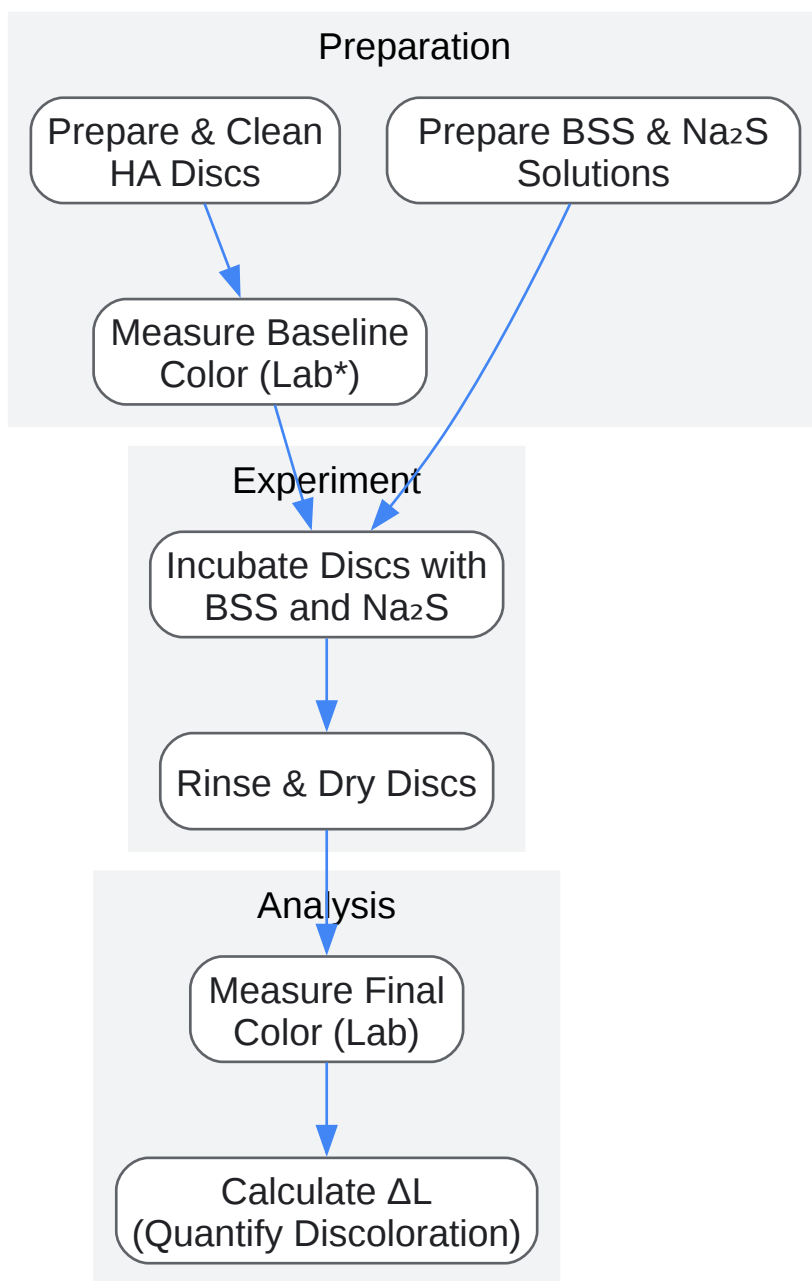 Preparation
Prepare & Clean
HA Discs
Prepare BSS & Na₂S
Solutions
Measure Baseline
Color (Lab*)
Experiment
Incubate Discs with
BSS and Na₂S
Rinse & Dry Discs
Analysis
Measure Final
Color (Lab)
Calculate ΔL
(Quantify Discoloration)